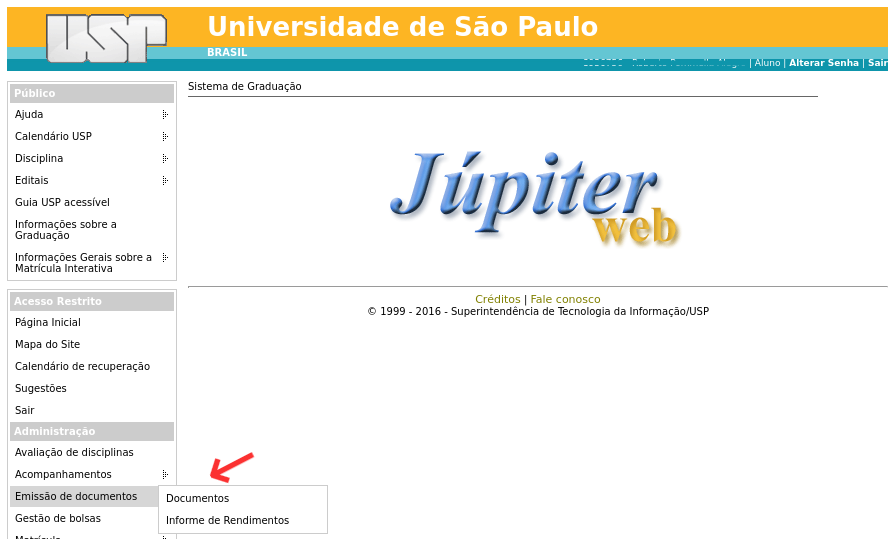 USP
Universidade de São Paulo
BRASIL
| Aluno | Alterar Senha | Sair
Público
Ajuda
Calendário USP
Disciplina
Editais
Guia USP acessível
Informações sobre a
Graduação
Informações Gerais sobre a
Matrícula Interativa
Acesso Restrito
Página Inicial
Mapa do Site
Calendário de recuperação
Sugestões
Sair
Administração
Avaliação de disciplinas
Acompanhamentos
Emissão de documentos
Gestão de bolsas
Matrícula
Documentos
Informe de Rendimentos
Sistema de Graduação
Júpiter
web
Créditos | Fale conosco
© 1999 - 2016 - Superintendência de Tecnologia da Informação/USP